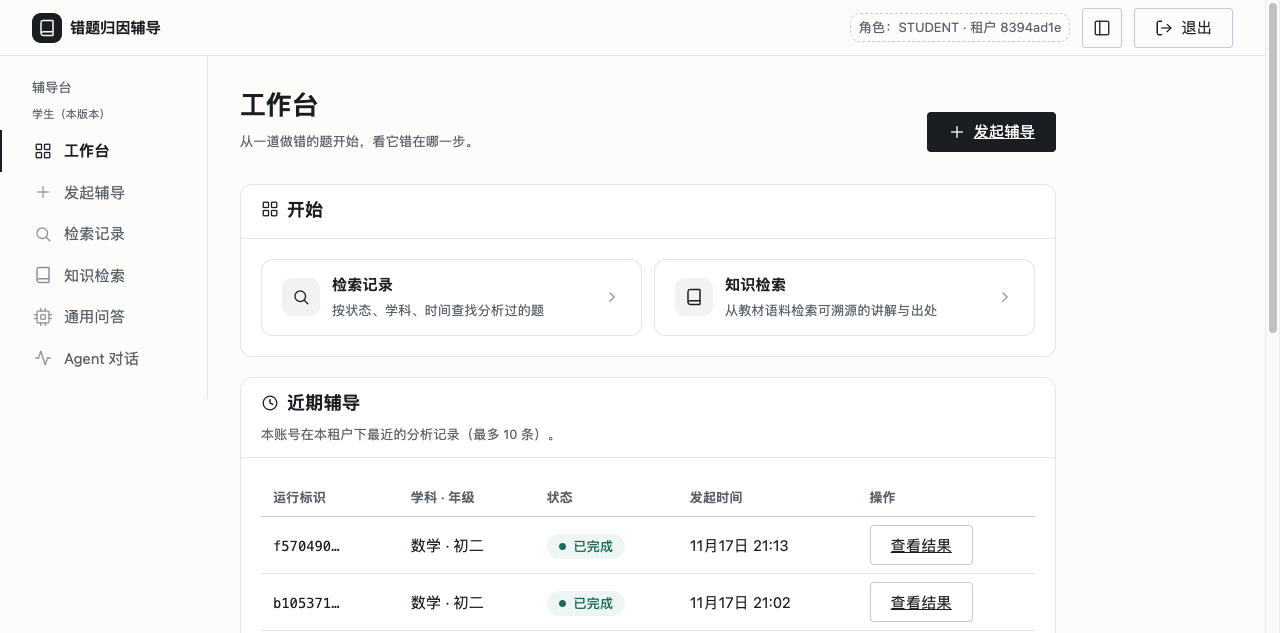 错题归因辅导
角色：STUDENT · 租户 8394ad1e
退出
辅导台
学生（本版本）
工作台
发起辅导
检索记录
知识检索
通用问答
Agent 对话
工作台
从一道做错的题开始，看它错在哪一步。
发起辅导
开始
检索记录
按状态、学科、时间查找分析过的题
知识检索
从教材语料检索可溯源的讲解与出处
近期辅导
本账号在本租户下最近的分析记录（最多 10 条）。
运行标识 学科 · 年级 状态 发起时间 操作
f570490… 数学 · 初二 已完成 11月17日 21:13 查看结果
b105371… 数学 · 初二 已完成 11月17日 21:02 查看结果